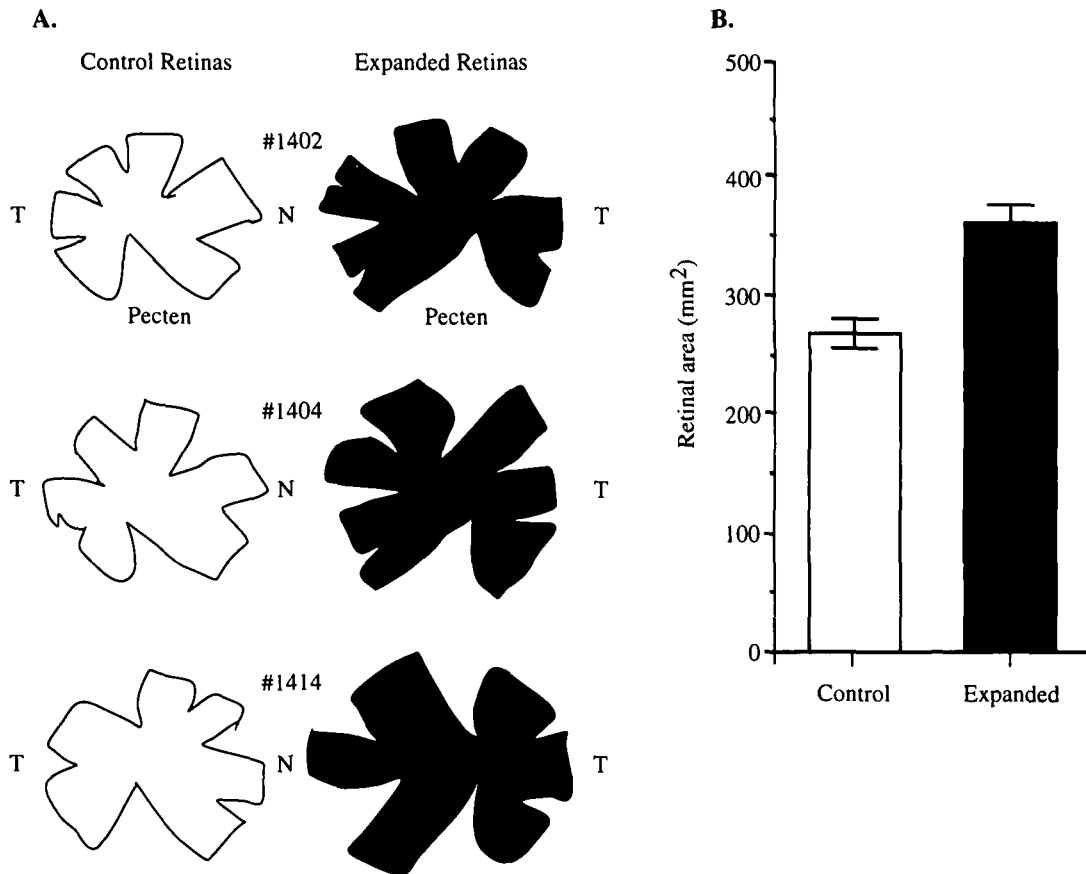 A.
Control Retinas Expanded Retinas
#1402
T N T
Pecten Pecten
#1404
T N T
#1414
T N T
B.
Retinal area (mm²)
500
400
300
200
100
0
Control Expanded